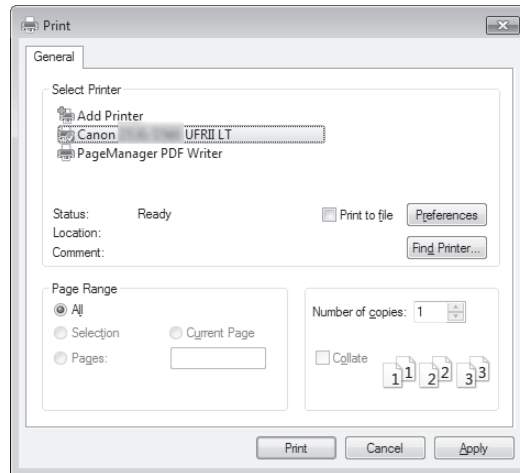 Print
General
Select Printer
Add Printer
Canon UFRII LT
PageManager PDF Writer
Status: Ready
Print to file
Preferences
Location:
Comment:
Find Printer...
Page Range
All
Selection
Current Page
Pages:
Number of copies: 1
Collate
1 1 2 2 3 3
Print Cancel Apply